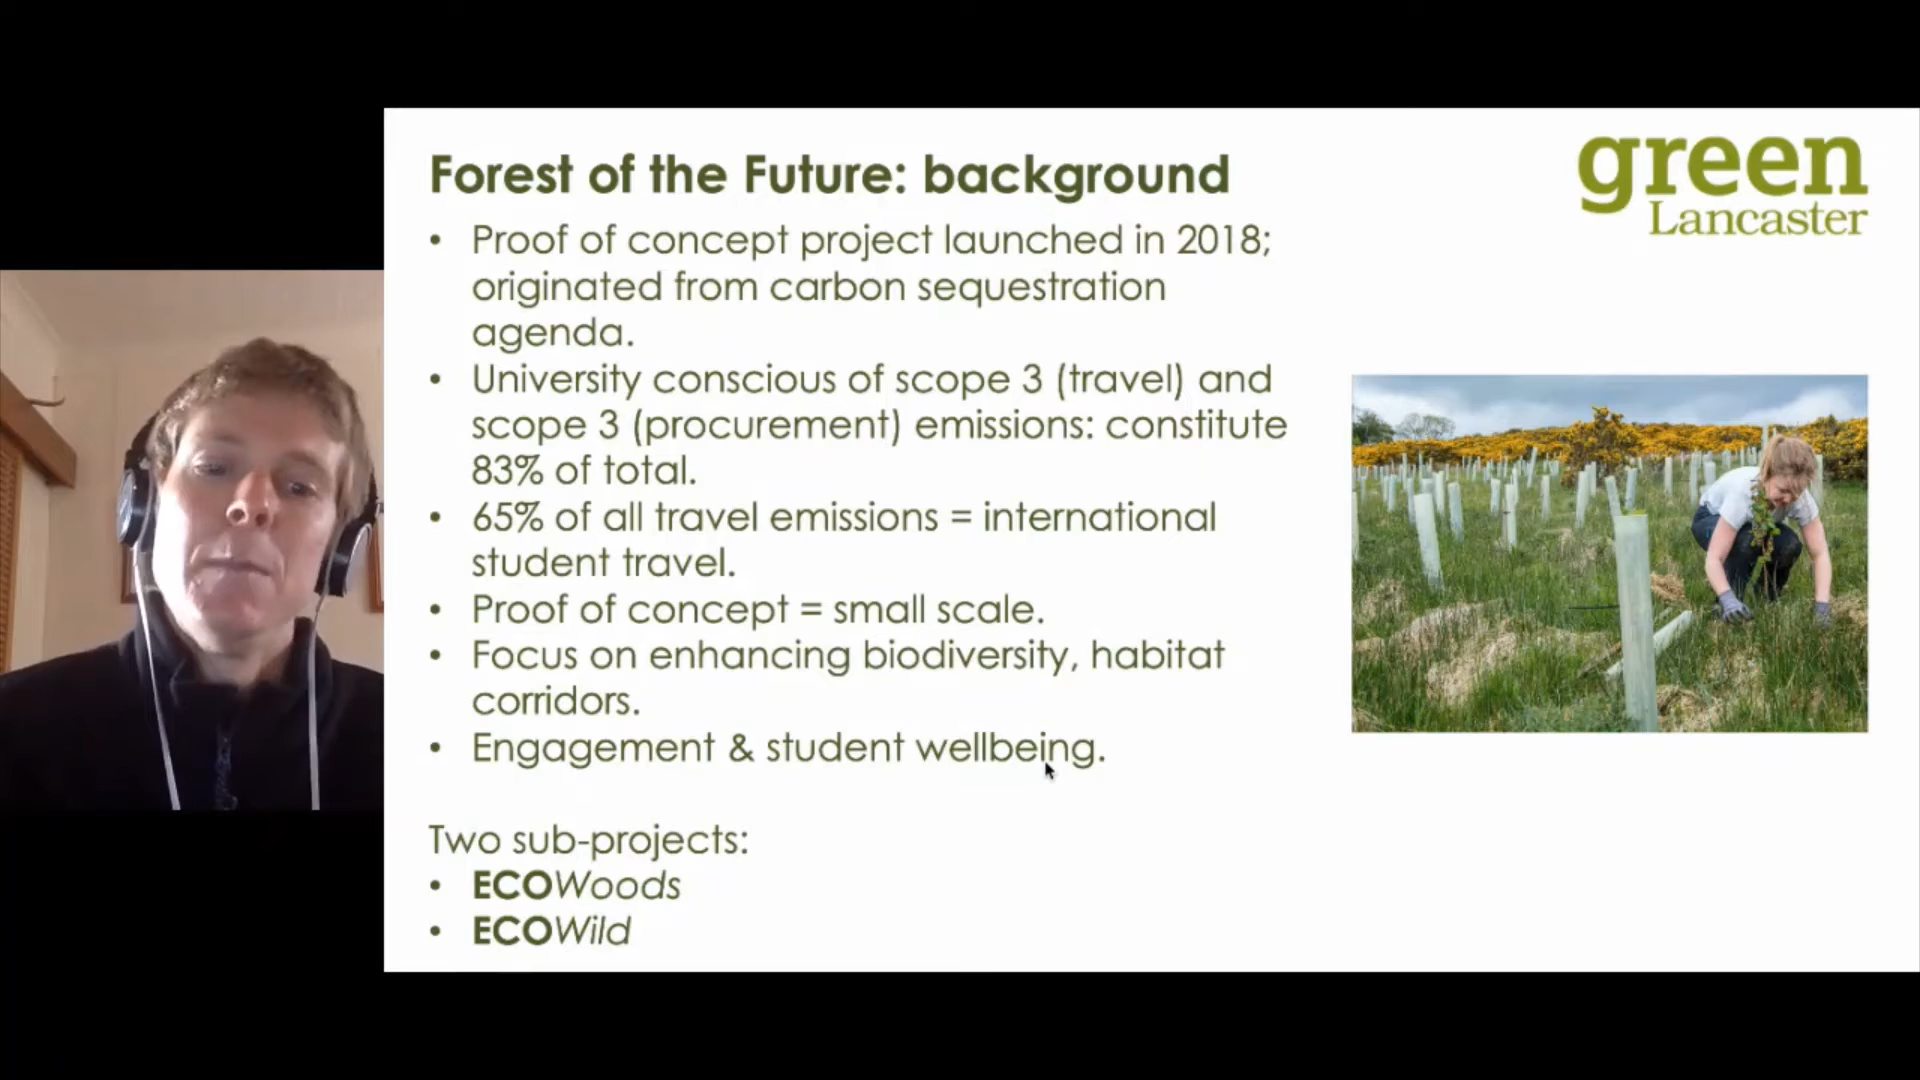 Forest of the Future: background
green
Lancaster
• Proof of concept project launched in 2018;
originated from carbon sequestration
agenda.
• University conscious of scope 3 (travel) and
scope 3 (procurement) emissions: constitute
83% of total.
• 65% of all travel emissions = international
student travel.
• Proof of concept = small scale.
• Focus on enhancing biodiversity, habitat
corridors.
• Engagement & student wellbeing.
Two sub-projects:
• ECOWoods
• ECOWild